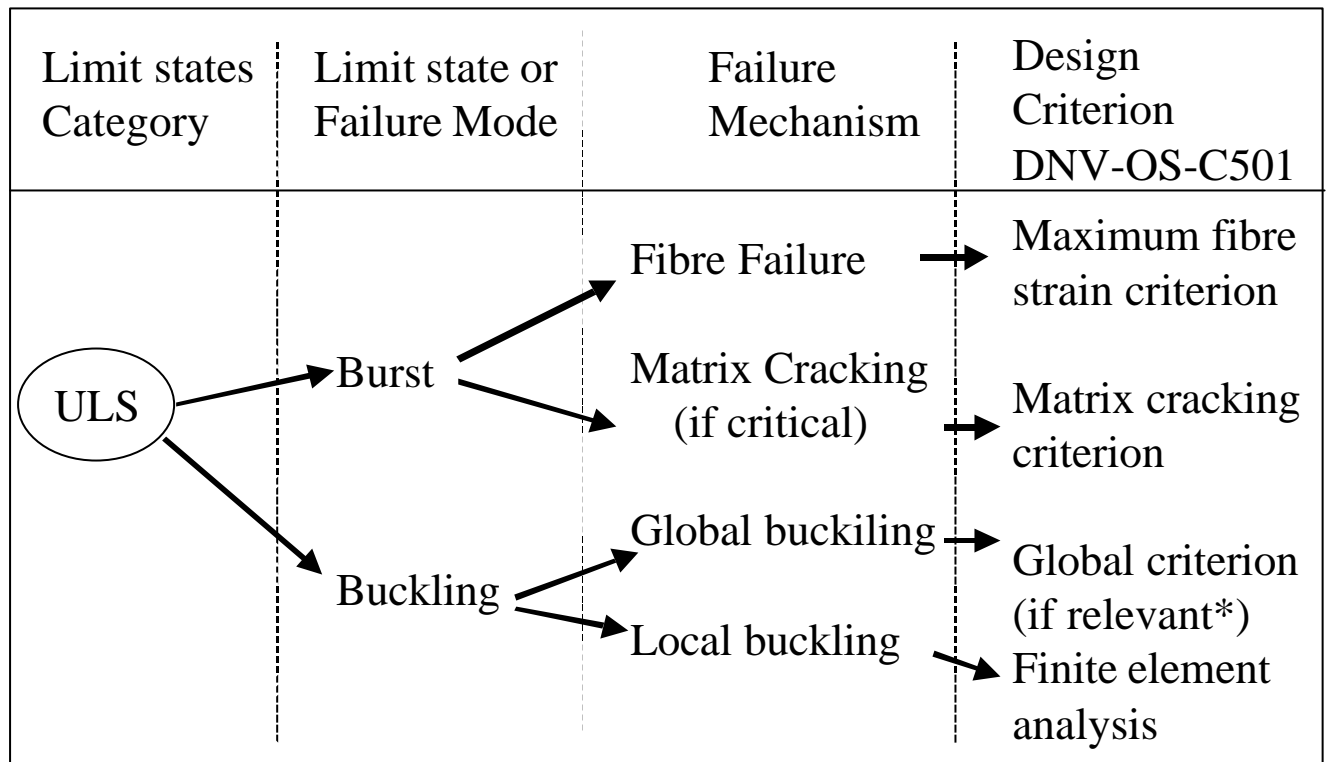 Limit states
Category
Limit state or
Failure Mode
Failure
Mechanism
Design
Criterion
DNV-OS-C501
ULS
Burst
Buckling
Fibre Failure
Matrix Cracking
(if critical)
Global buckiling
Local buckling
Maximum fibre
strain criterion
Matrix cracking
criterion
Global criterion
(if relevant*)
Finite element
analysis